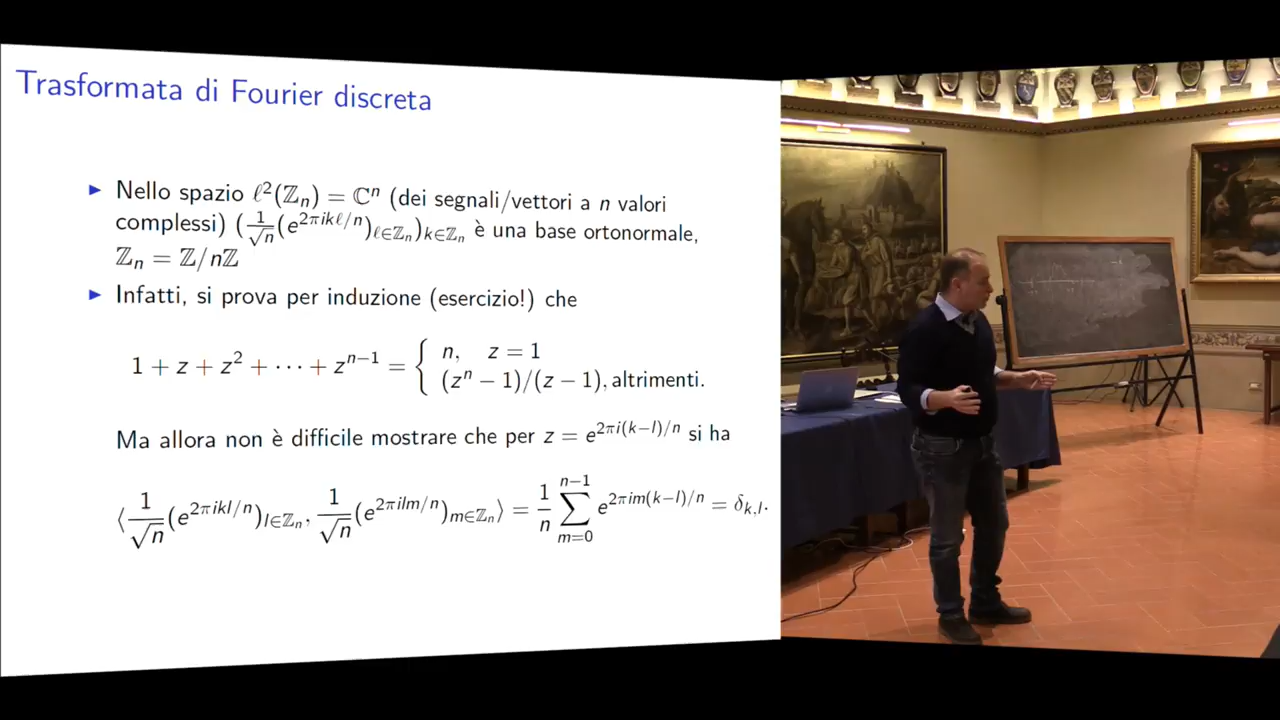 Trasformata di Fourier discreta
▶ Nello spazio ℓ²(ℤₙ) = ℂⁿ (dei segnali/vettori a n valori
complessi) (1/√n (e^{2πikℓ/n})_{ℓ∈ℤₙ})_{k∈ℤₙ} è una base ortonormale,
ℤₙ = ℤ/nℤ
▶ Infatti, si prova per induzione (esercizio!) che
1 + z + z² + ⋯ + z^{n−1} = { n, z = 1
(zⁿ − 1)/(z − 1), altrimenti.
Ma allora non è difficile mostrare che per z = e^{2πi(k−l)/n} si ha
⟨1/√n (e^{2πikl/n})_{l∈ℤₙ}, 1/√n (e^{2πilm/n})_{m∈ℤₙ}⟩ = 1/n ∑_{m=0}^{n−1} e^{2πim(k−l)/n} = δ_{k,l}.